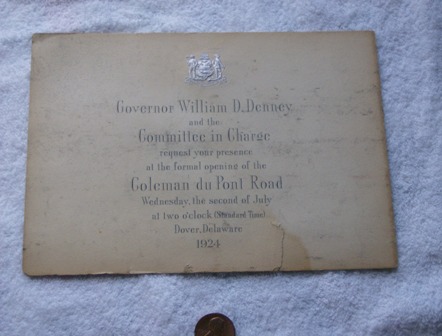 Governor William D. Denney
and the
Committee in Charge
request your presence
at the formal opening of the
Coleman du Pont Road
Wednesday, the second of July
at two o'clock (Standard Time)
Dover, Delaware
1924